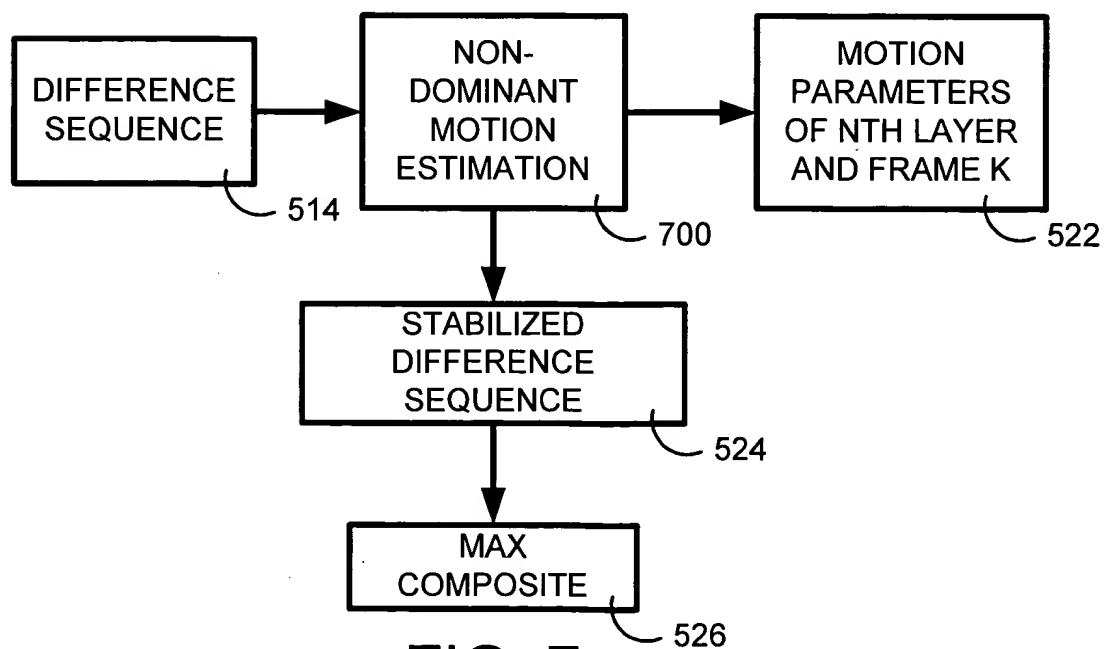 DIFFERENCE
SEQUENCE
514
NON-
DOMINANT
MOTION
ESTIMATION
700
MOTION
PARAMETERS
OF NTH LAYER
AND FRAME K
522
STABILIZED
DIFFERENCE
SEQUENCE
524
MAX
COMPOSITE
526